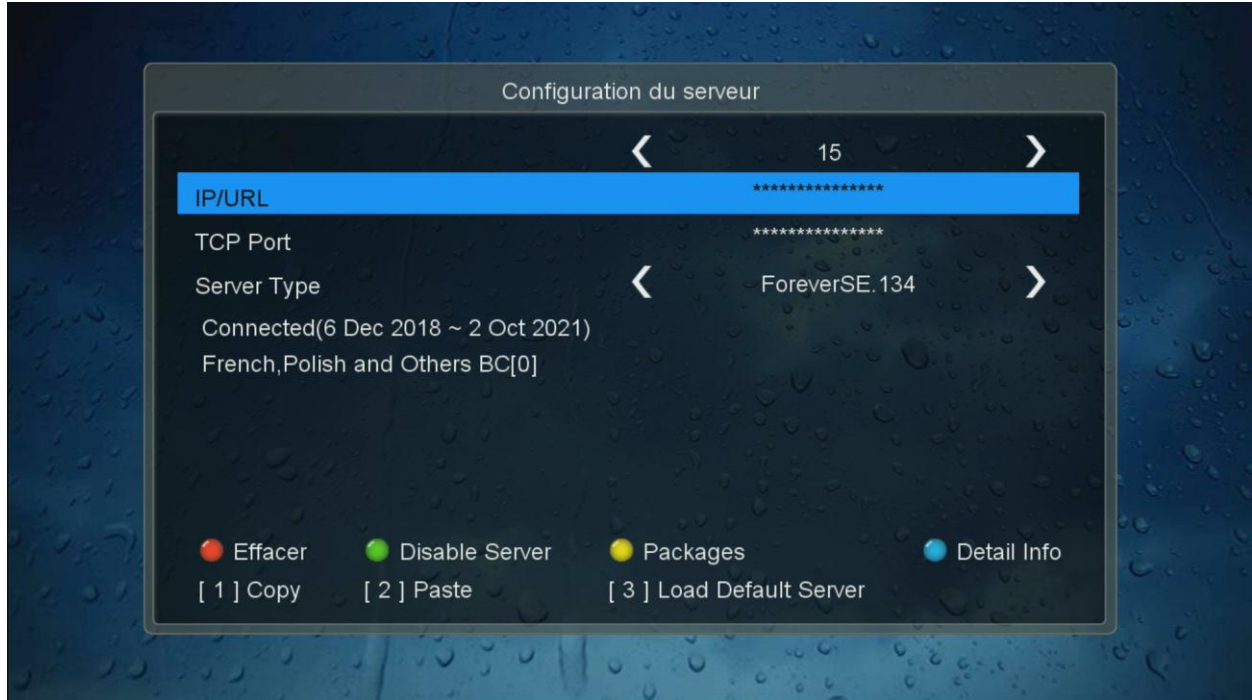 Configuration du serveur
15
IP/URL ***************
TCP Port ***************
Server Type ForeverSE.134
Connected(6 Dec 2018 ~ 2 Oct 2021)
French,Polish and Others BC[0]
Effacer Disable Server Packages Detail Info
[ 1 ] Copy [ 2 ] Paste [ 3 ] Load Default Server